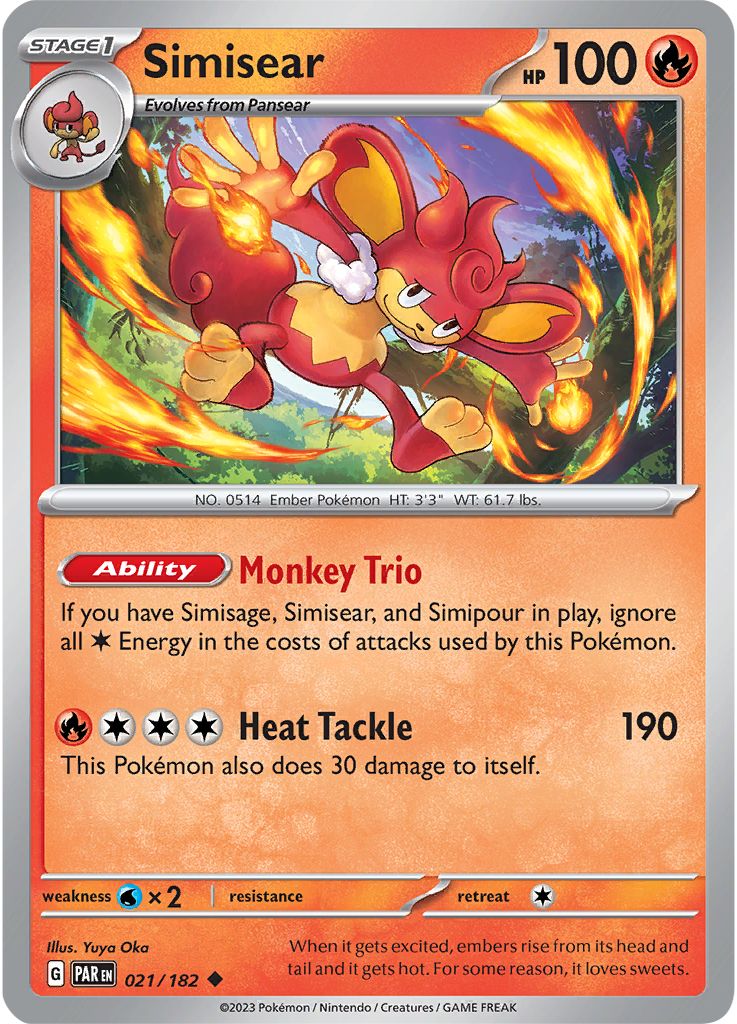 STAGE1
Simisear
HP 100
Evolves from Pansear
NO. 0514 Ember Pokémon HT: 3'3" WT: 61.7 lbs.
Ability Monkey Trio
If you have Simisage, Simisear, and Simipour in play, ignore
all Energy in the costs of attacks used by this Pokémon.
Heat Tackle 190
This Pokémon also does 30 damage to itself.
weakness ×2 resistance retreat
Illus. Yuya Oka
When it gets excited, embers rise from its head and
tail and it gets hot. For some reason, it loves sweets.
G PAR EN 021/182
©2023 Pokémon / Nintendo / Creatures / GAME FREAK